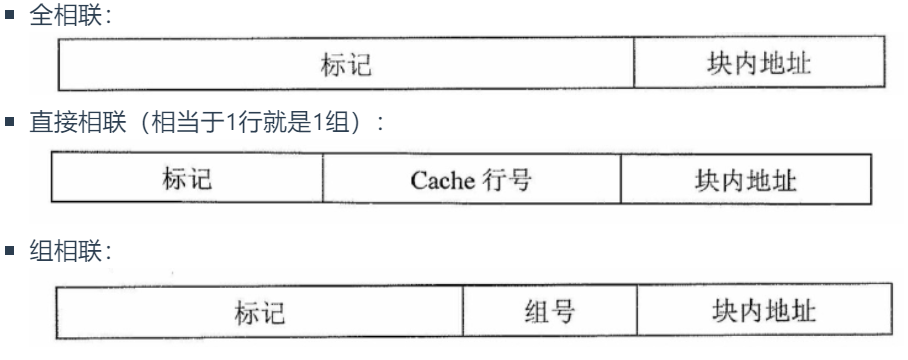 ▪ 全相联：
标记 块内地址
▪ 直接相联（相当于1行就是1组）：
标记 Cache 行号 块内地址
▪ 组相联：
标记 组号 块内地址